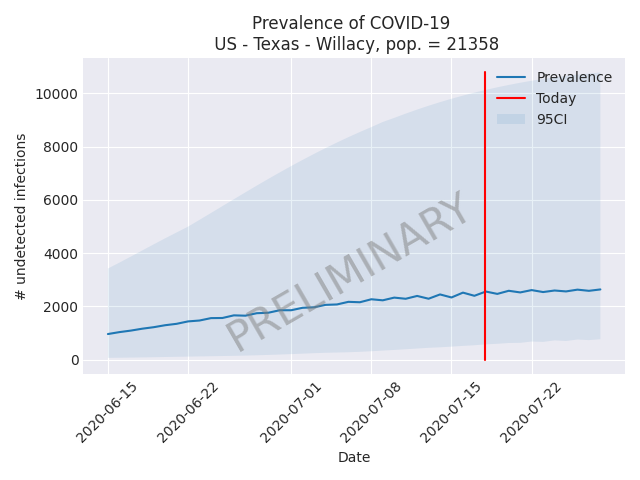 Prevalence of COVID-19
US - Texas - Willacy, pop. = 21358
# undetected infections
10000
8000
6000
4000
2000
0
Prevalence
Today
95CI
PRELIMINARY
2020-06-15
2020-06-22
2020-07-01
2020-07-08
2020-07-15
2020-07-22
Date